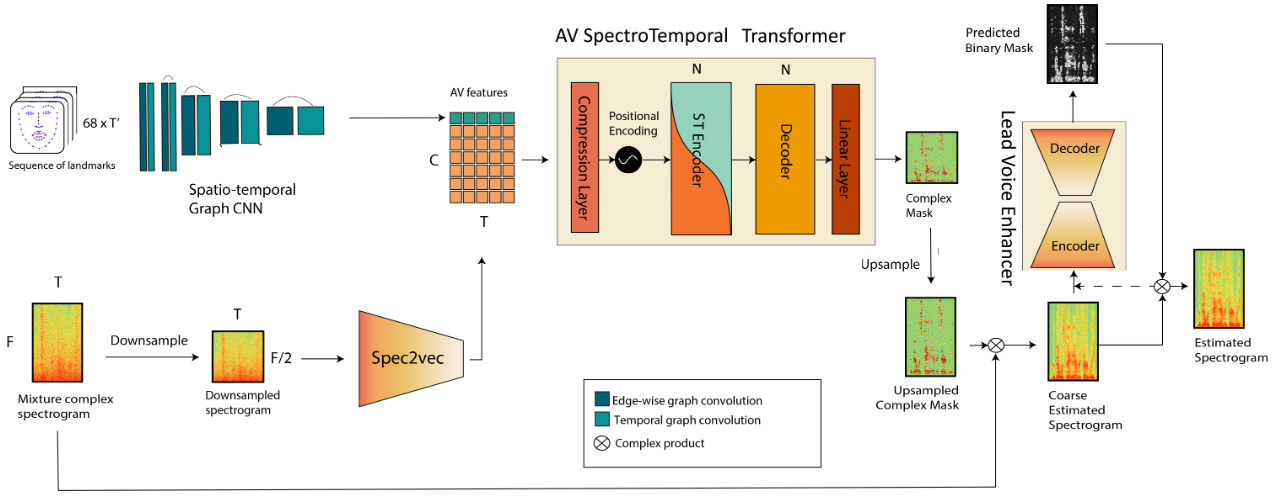 AV SpectroTemporal Transformer
Predicted
Binary Mask
68 x T’
Sequence of landmarks
Spatio-temporal
Graph CNN
AV features
C
T
Compression Layer
Positional
Encoding
N
ST Encoder
N
Decoder
Linear Layer
Complex
Mask
Upsample
Lead Voice Enhancer
Decoder
Encoder
T
F
Mixture complex
spectrogram
Downsample
T
F/2
Downsampled
spectrogram
Spec2vec
Upsampled
Complex Mask
Coarse
Estimated
Spectrogram
Estimated
Spectrogram
Edge-wise graph convolution
Temporal graph convolution
Complex product